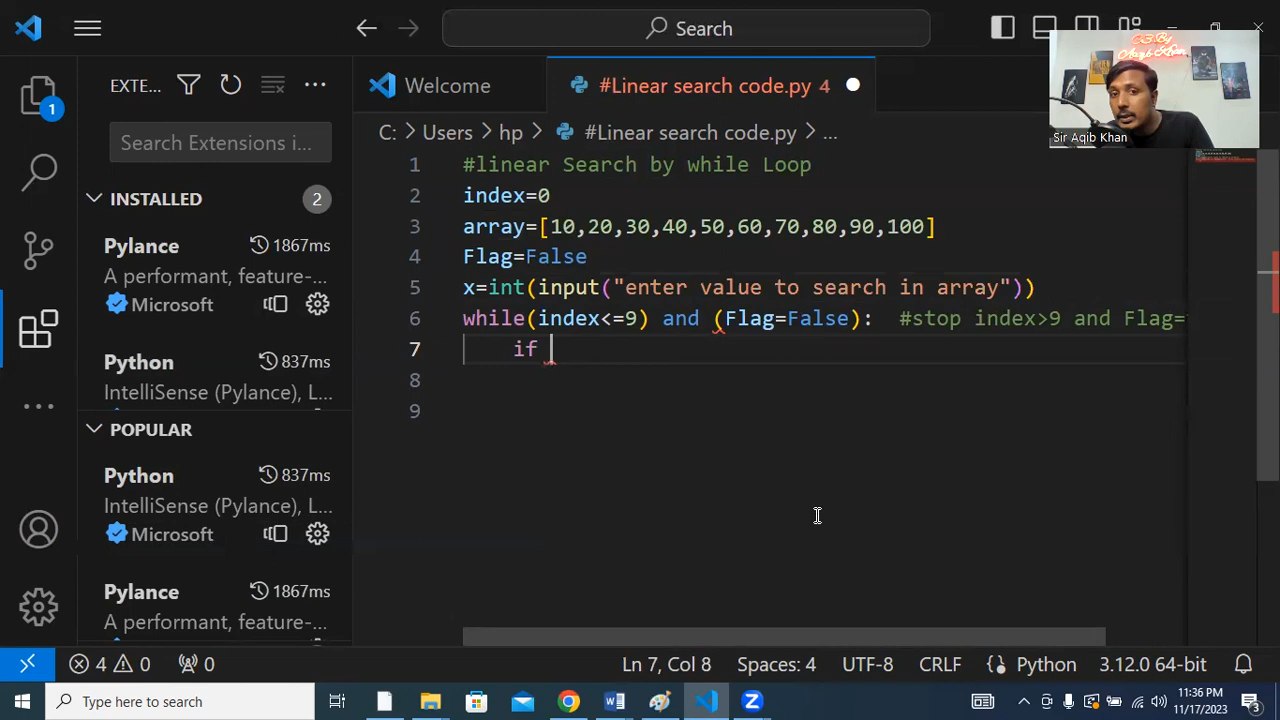 Search
EXTE...
Welcome
#Linear search code.py 4
Search Extensions i...
C: > Users > hp > #Linear search code.py > ...
Sir Aqib Khan
INSTALLED 2
Pylance 1867ms
A performant, feature-...
Microsoft
Python 837ms
IntelliSense (Pylance), L...
POPULAR
Python 837ms
IntelliSense (Pylance), L...
Microsoft
Pylance 1867ms
A performant, feature-...
1
1 #linear Search by while Loop
2 index=0
3 array=[10,20,30,40,50,60,70,80,90,100]
4 Flag=False
5 x=int(input("enter value to search in array"))
6 while(index<=9) and (Flag=False): #stop index>9 and Flag=
7 if
8
9
4 0 0
Ln 7, Col 8 Spaces: 4 UTF-8 CRLF Python 3.12.0 64-bit
Type here to search
11:36 PM
11/17/2023
3